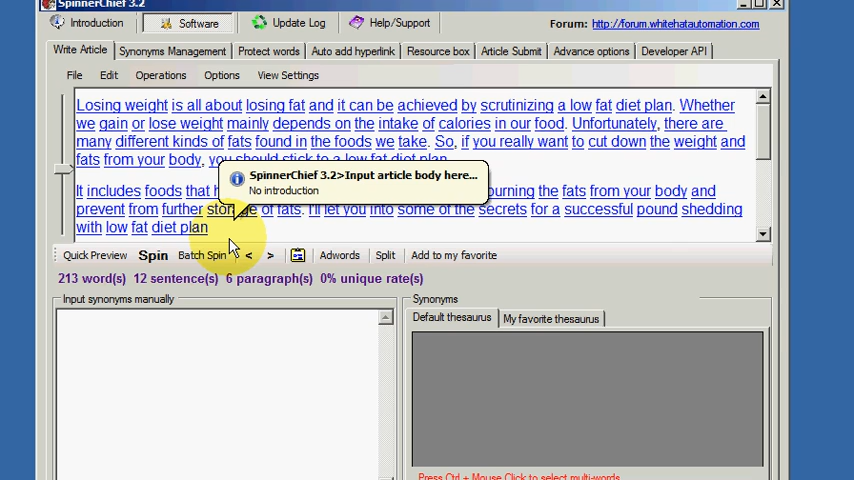 SpinnerChief 3.2
Introduction Software Update Log Help/Support Forum: http://forum.whitehatautomation.com
Write Article Synonyms Management Protect words Auto add hyperlink Resource box Article Submit Advance options Developer API
File Edit Operations Options View Settings
Losing weight is all about losing fat and it can be achieved by scrutinizing a low fat diet plan. Whether
we gain or lose weight mainly depends on the intake of calories in our food. Unfortunately, there are
many different kinds of fats found in the foods we take. So, if you really want to cut down the weight and
fats from your body, you should stick to a low fat diet plan.
SpinnerChief 3.2>Input article body here...
No introduction
It includes foods that urning the fats from your body and
prevent from further storage of fats. I'll let you into some of the secrets for a successful pound shedding
with low fat diet plan
Quick Preview Spin Batch Spin < > Adwords Split Add to my favorite
213 word(s) 12 sentence(s) 6 paragraph(s) 0% unique rate(s)
Input synonyms manually Synonyms
Default thesaurus My favorite thesaurus
Press Ctrl + Mouse Click to select multi-words